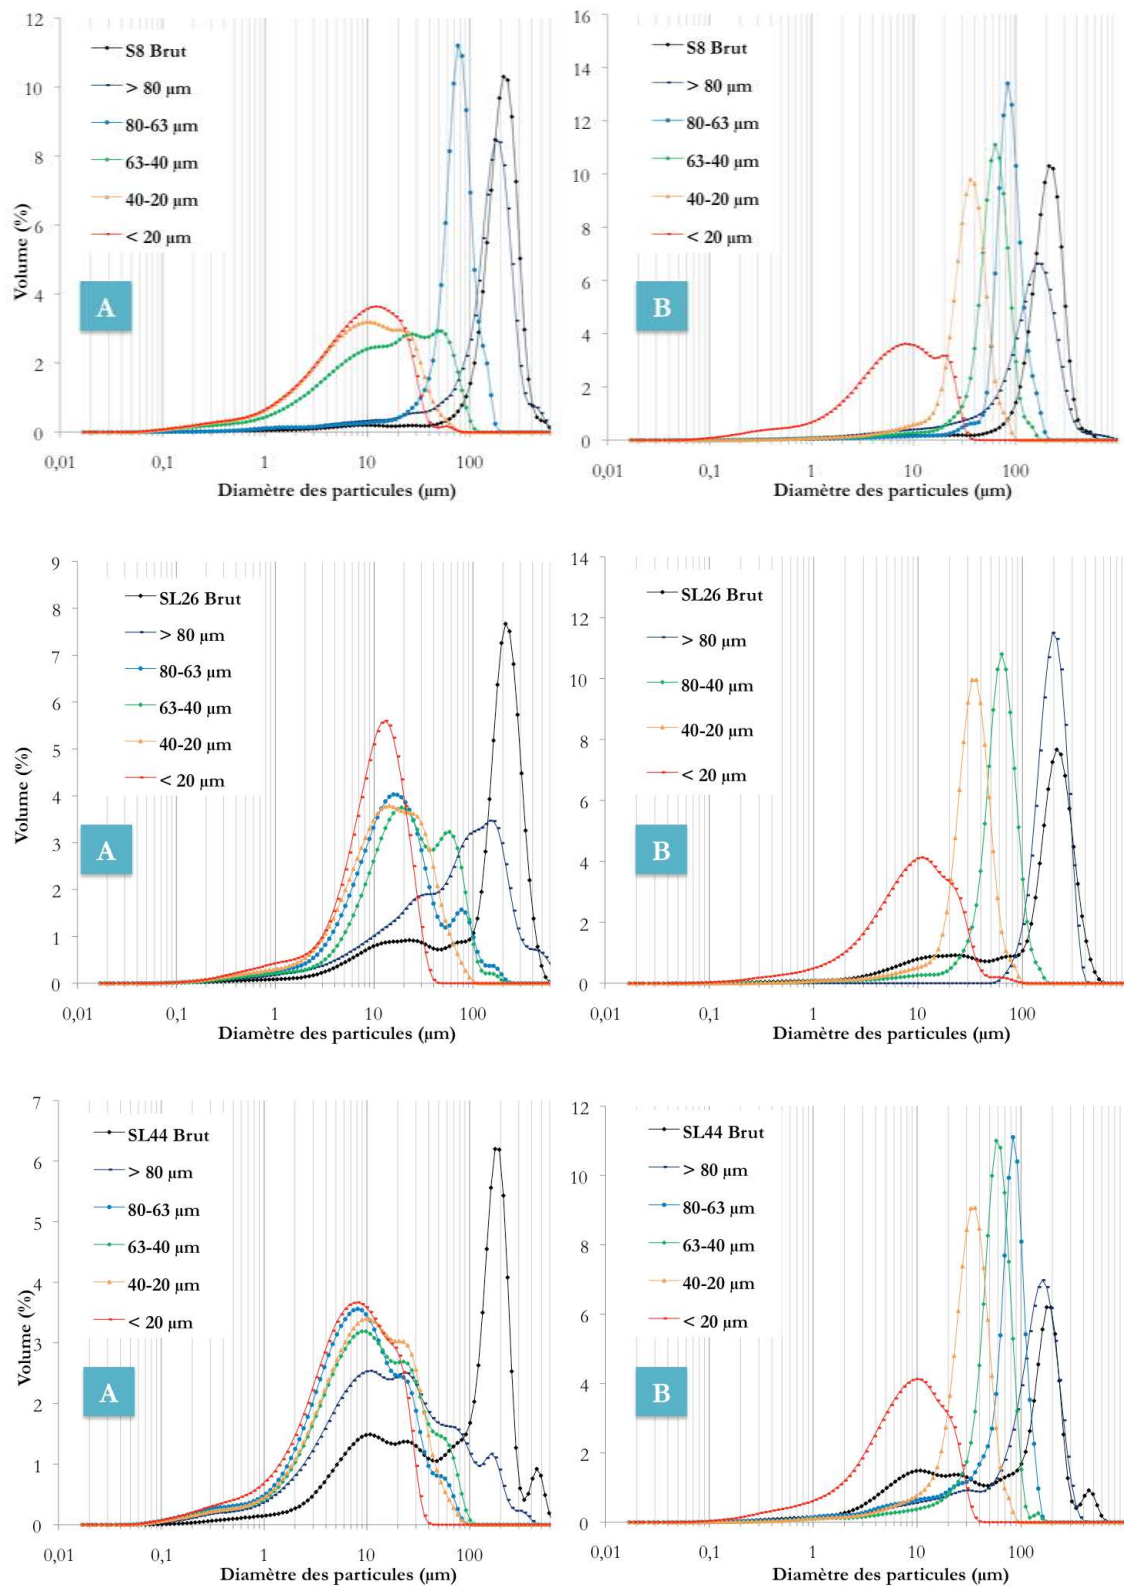 12
10
8
6
4
2
0
Volume (%)
S8 Brut
> 80 µm
80-63 µm
63-40 µm
40-20 µm
< 20 µm
A
0,01
0,1
1
10
100
Diamètre des particules (µm)
16
14
12
10
8
6
4
2
0
S8 Brut
> 80 µm
80-63 µm
63-40 µm
40-20 µm
< 20 µm
B
0,01
0,1
1
10
100
Diamètre des particules (µm)
9
8
7
6
5
4
3
2
1
0
Volume (%)
SL26 Brut
> 80 µm
80-63 µm
63-40 µm
40-20 µm
< 20 µm
A
0,01
0,1
1
10
100
Diamètre des particules (µm)
14
12
10
8
6
4
2
0
SL26 Brut
> 80 µm
80-40 µm
40-20 µm
< 20 µm
B
0,01
0,1
1
10
100
Diamètre des particules (µm)
7
6
5
4
3
2
1
0
Volume (%)
SL44 Brut
> 80 µm
80-63 µm
63-40 µm
40-20 µm
< 20 µm
A
0,01
0,1
1
10
100
Diamètre des particules (µm)
12
10
8
6
4
2
0
SL44 Brut
> 80 µm
80-63 µm
63-40 µm
40-20 µm
< 20 µm
B
0,01
0,1
1
10
100
Diamètre des particules (µm)